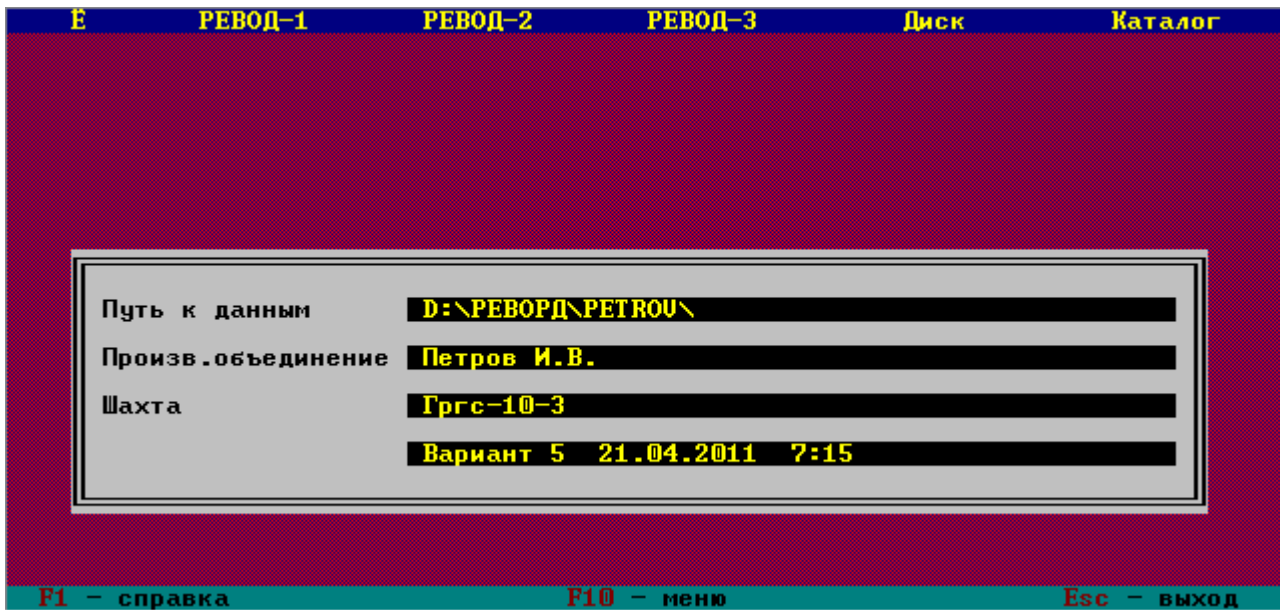 Ё РЕВОД-1 РЕВОД-2 РЕВОД-3 Диск Каталог
Путь к данным D:\РЕВОРД\PETROV\
Произв.объединение Петров И.В.
Шахта Гргс-10-3
Вариант 5 21.04.2011 7:15
F1 - справка F10 - меню Esc - выход